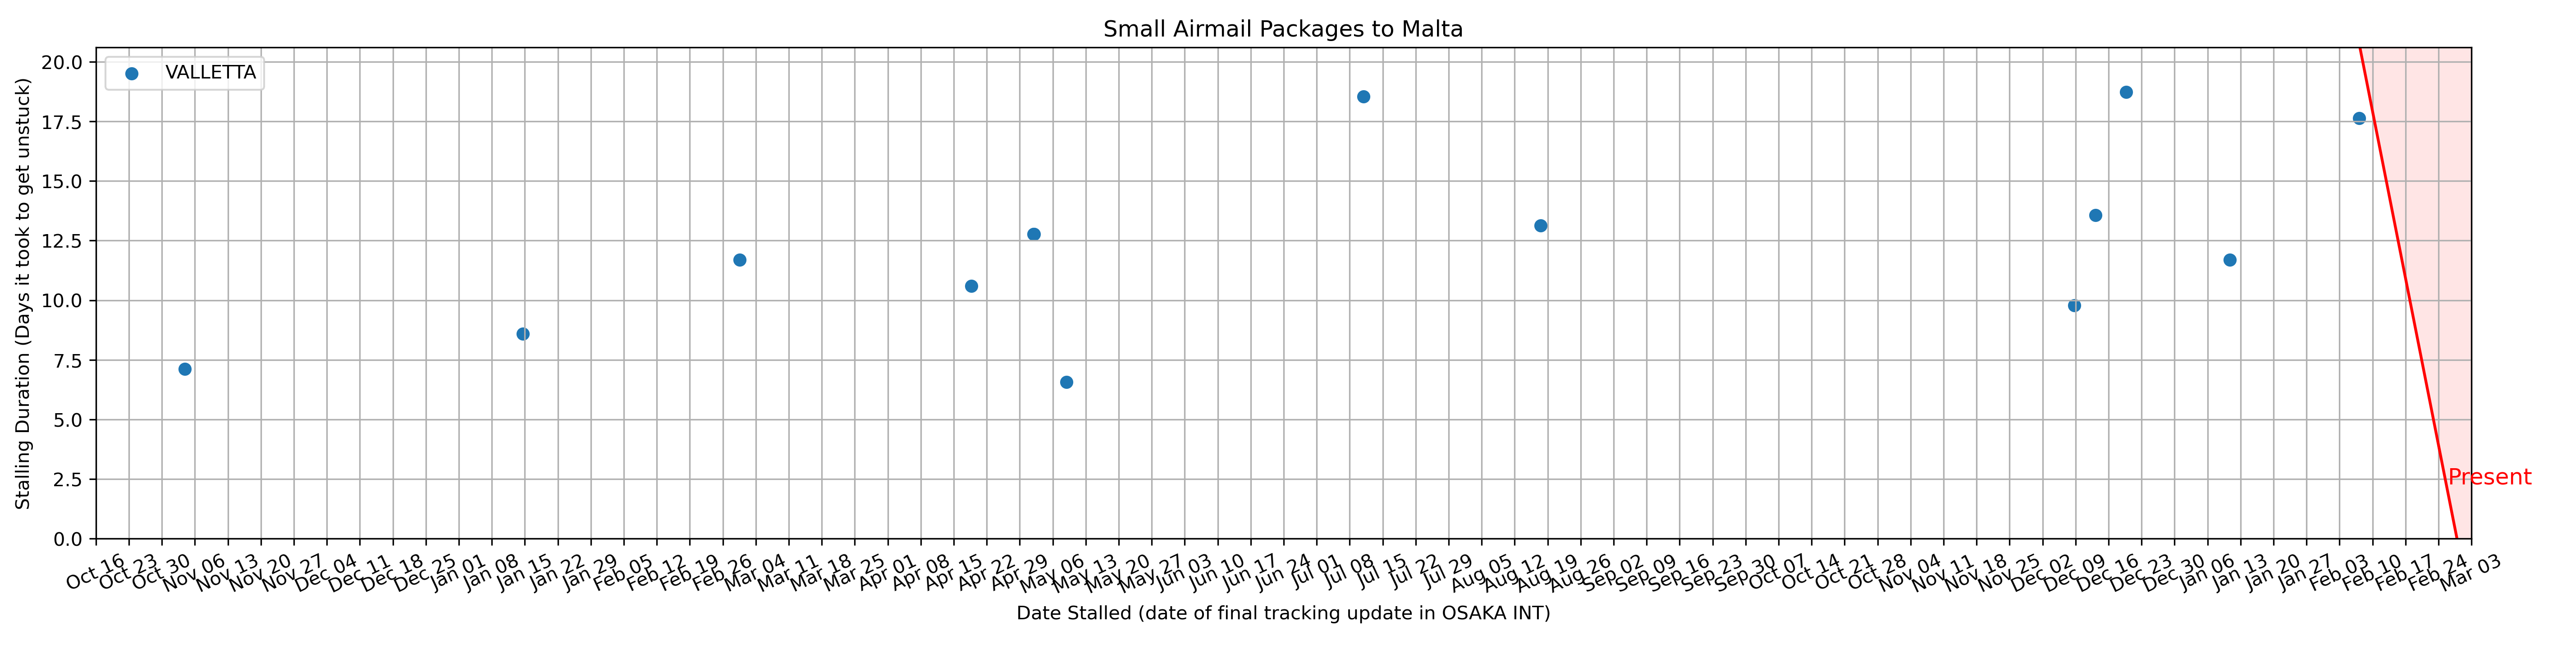 Small Airmail Packages to Malta
VALLETTA
Stalling Duration (Days it took to get unstuck)
20.0
17.5
15.0
12.5
10.0
7.5
5.0
2.5
0.0
Present
Oct 16 Oct 23 Oct 30 Nov 06 Nov 13 Nov 20 Nov 27 Dec 04 Dec 11 Dec 18 Dec 25 Jan 01 Jan 08 Jan 15 Jan 22 Jan 29 Feb 05 Feb 12 Feb 19 Feb 26 Mar 04 Mar 11 Mar 18 Mar 25 Apr 01 Apr 08 Apr 15 Apr 22 Apr 29 May 06 May 13 May 20 May 27 Jun 03 Jun 10 Jun 17 Jun 24 Jul 01 Jul 08 Jul 15 Jul 22 Jul 29 Aug 05 Aug 12 Aug 19 Aug 26 Sep 02 Sep 09 Sep 16 Sep 23 Sep 30 Oct 07 Oct 14 Oct 21 Oct 28 Nov 04 Nov 11 Nov 18 Nov 25 Dec 02 Dec 09 Dec 16 Dec 23 Dec 30 Jan 06 Jan 13 Jan 20 Jan 27 Feb 03 Feb 10 Feb 17 Feb 24 Mar 03
Date Stalled (date of final tracking update in OSAKA INT)